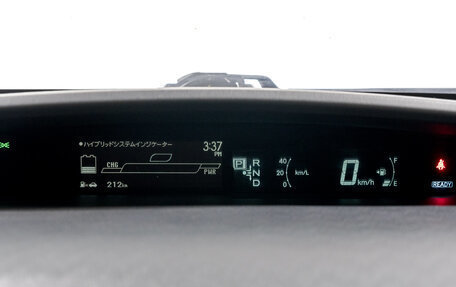 ●ハイブリッドシステムインジケーター
3:37
PM
CHG
PWR
212km
P
R
N
D
40
20
0
km/L
0
km/h
F
E
READY